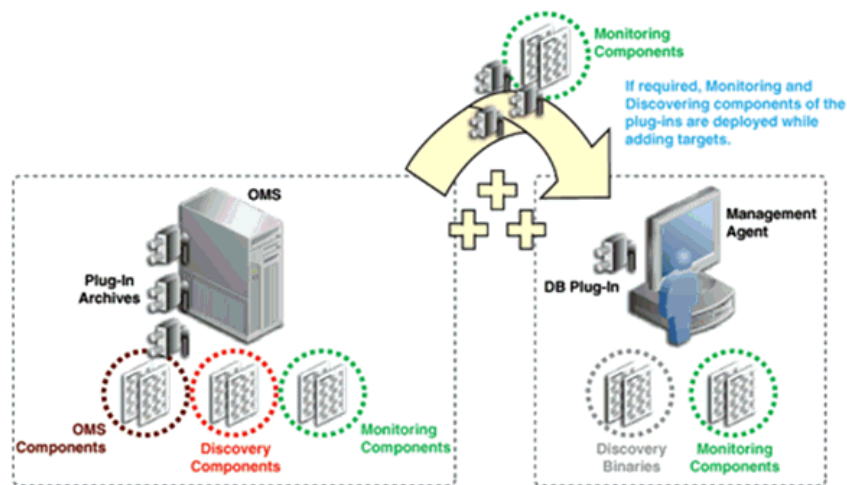 Monitoring
Components
If required, Monitoring and
Discovering components of the
plug-ins are deployed while
adding targets.
OMS
Plug-In
Archives
OMS
Components
Discovery
Components
Monitoring
Components
Management
Agent
DB Plug-In
Discovery
Binaries
Monitoring
Components